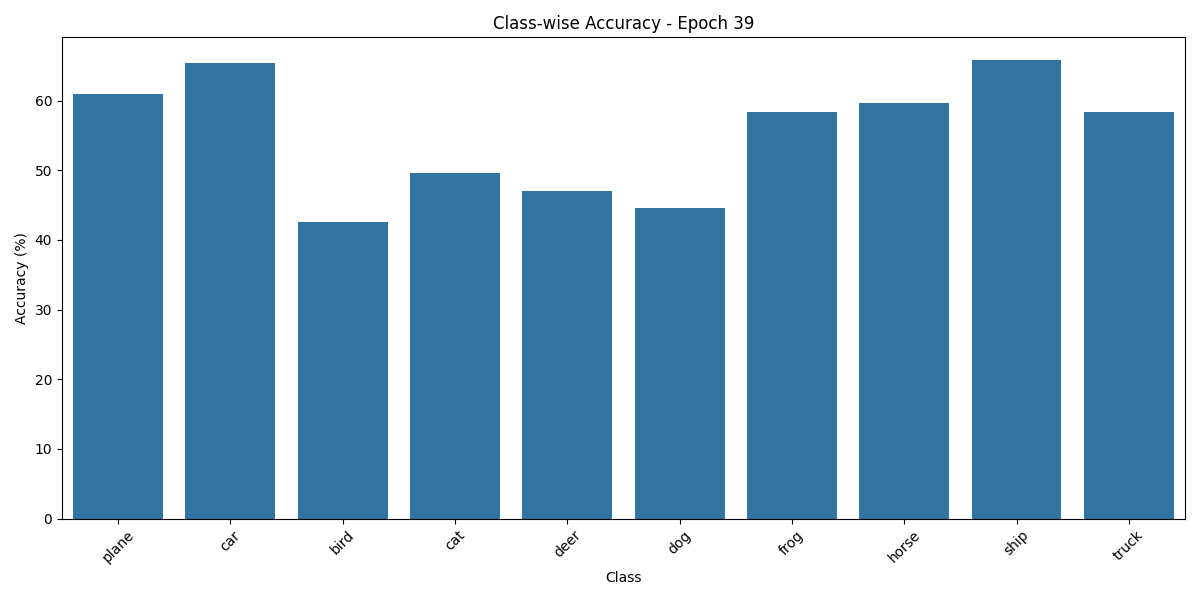 Class-wise Accuracy - Epoch 39
Accuracy (%)
60
50
40
30
20
10
0
plane
car
bird
cat
deer
dog
frog
horse
ship
truck
Class